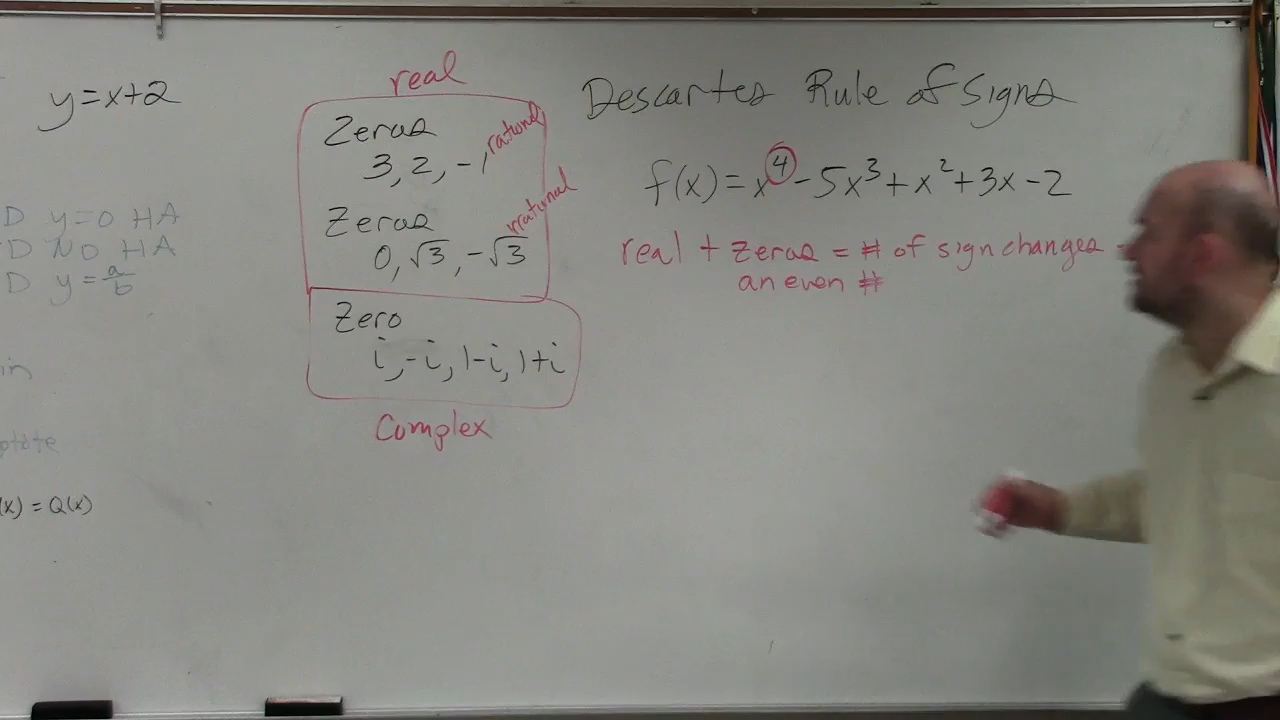 y=x+2
D y=0 HA
D NO HA
D y=a/b
in
(x) = Q(x)
real
Zeros
3, 2, -1
rational
Zeros
irrational
0, √3, -√3
Zero
i, -i, 1-i, 1+i
Complex
Descartes Rule of Signs
f(x) = x⁴ - 5x³ + x² + 3x - 2
real + zeros = # of sign changes -
an even #